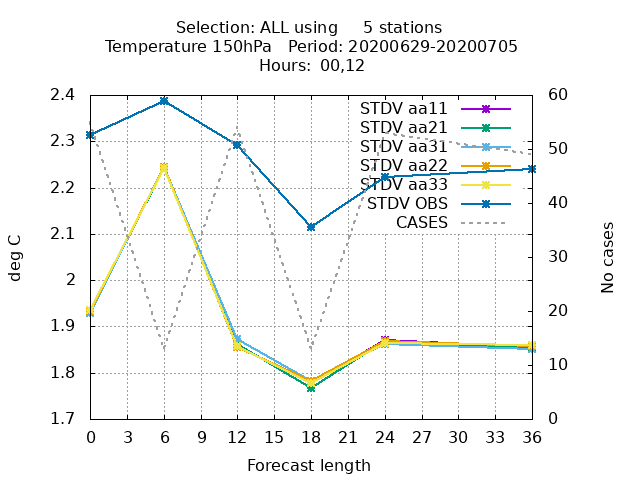 Selection: ALL using     5 stations
Temperature 150hPa   Period: 20200629-20200705
Hours: 00,12
2.4
2.3
2.2
2.1
2
1.9
1.8
1.7
60
50
40
30
20
10
0
deg C
No cases
STDV aa11
STDV aa21
STDV aa31
STDV aa22
STDV aa33
STDV OBS
CASES
0 3 6 9 12 15 18 21 24 27 30 33 36
Forecast length